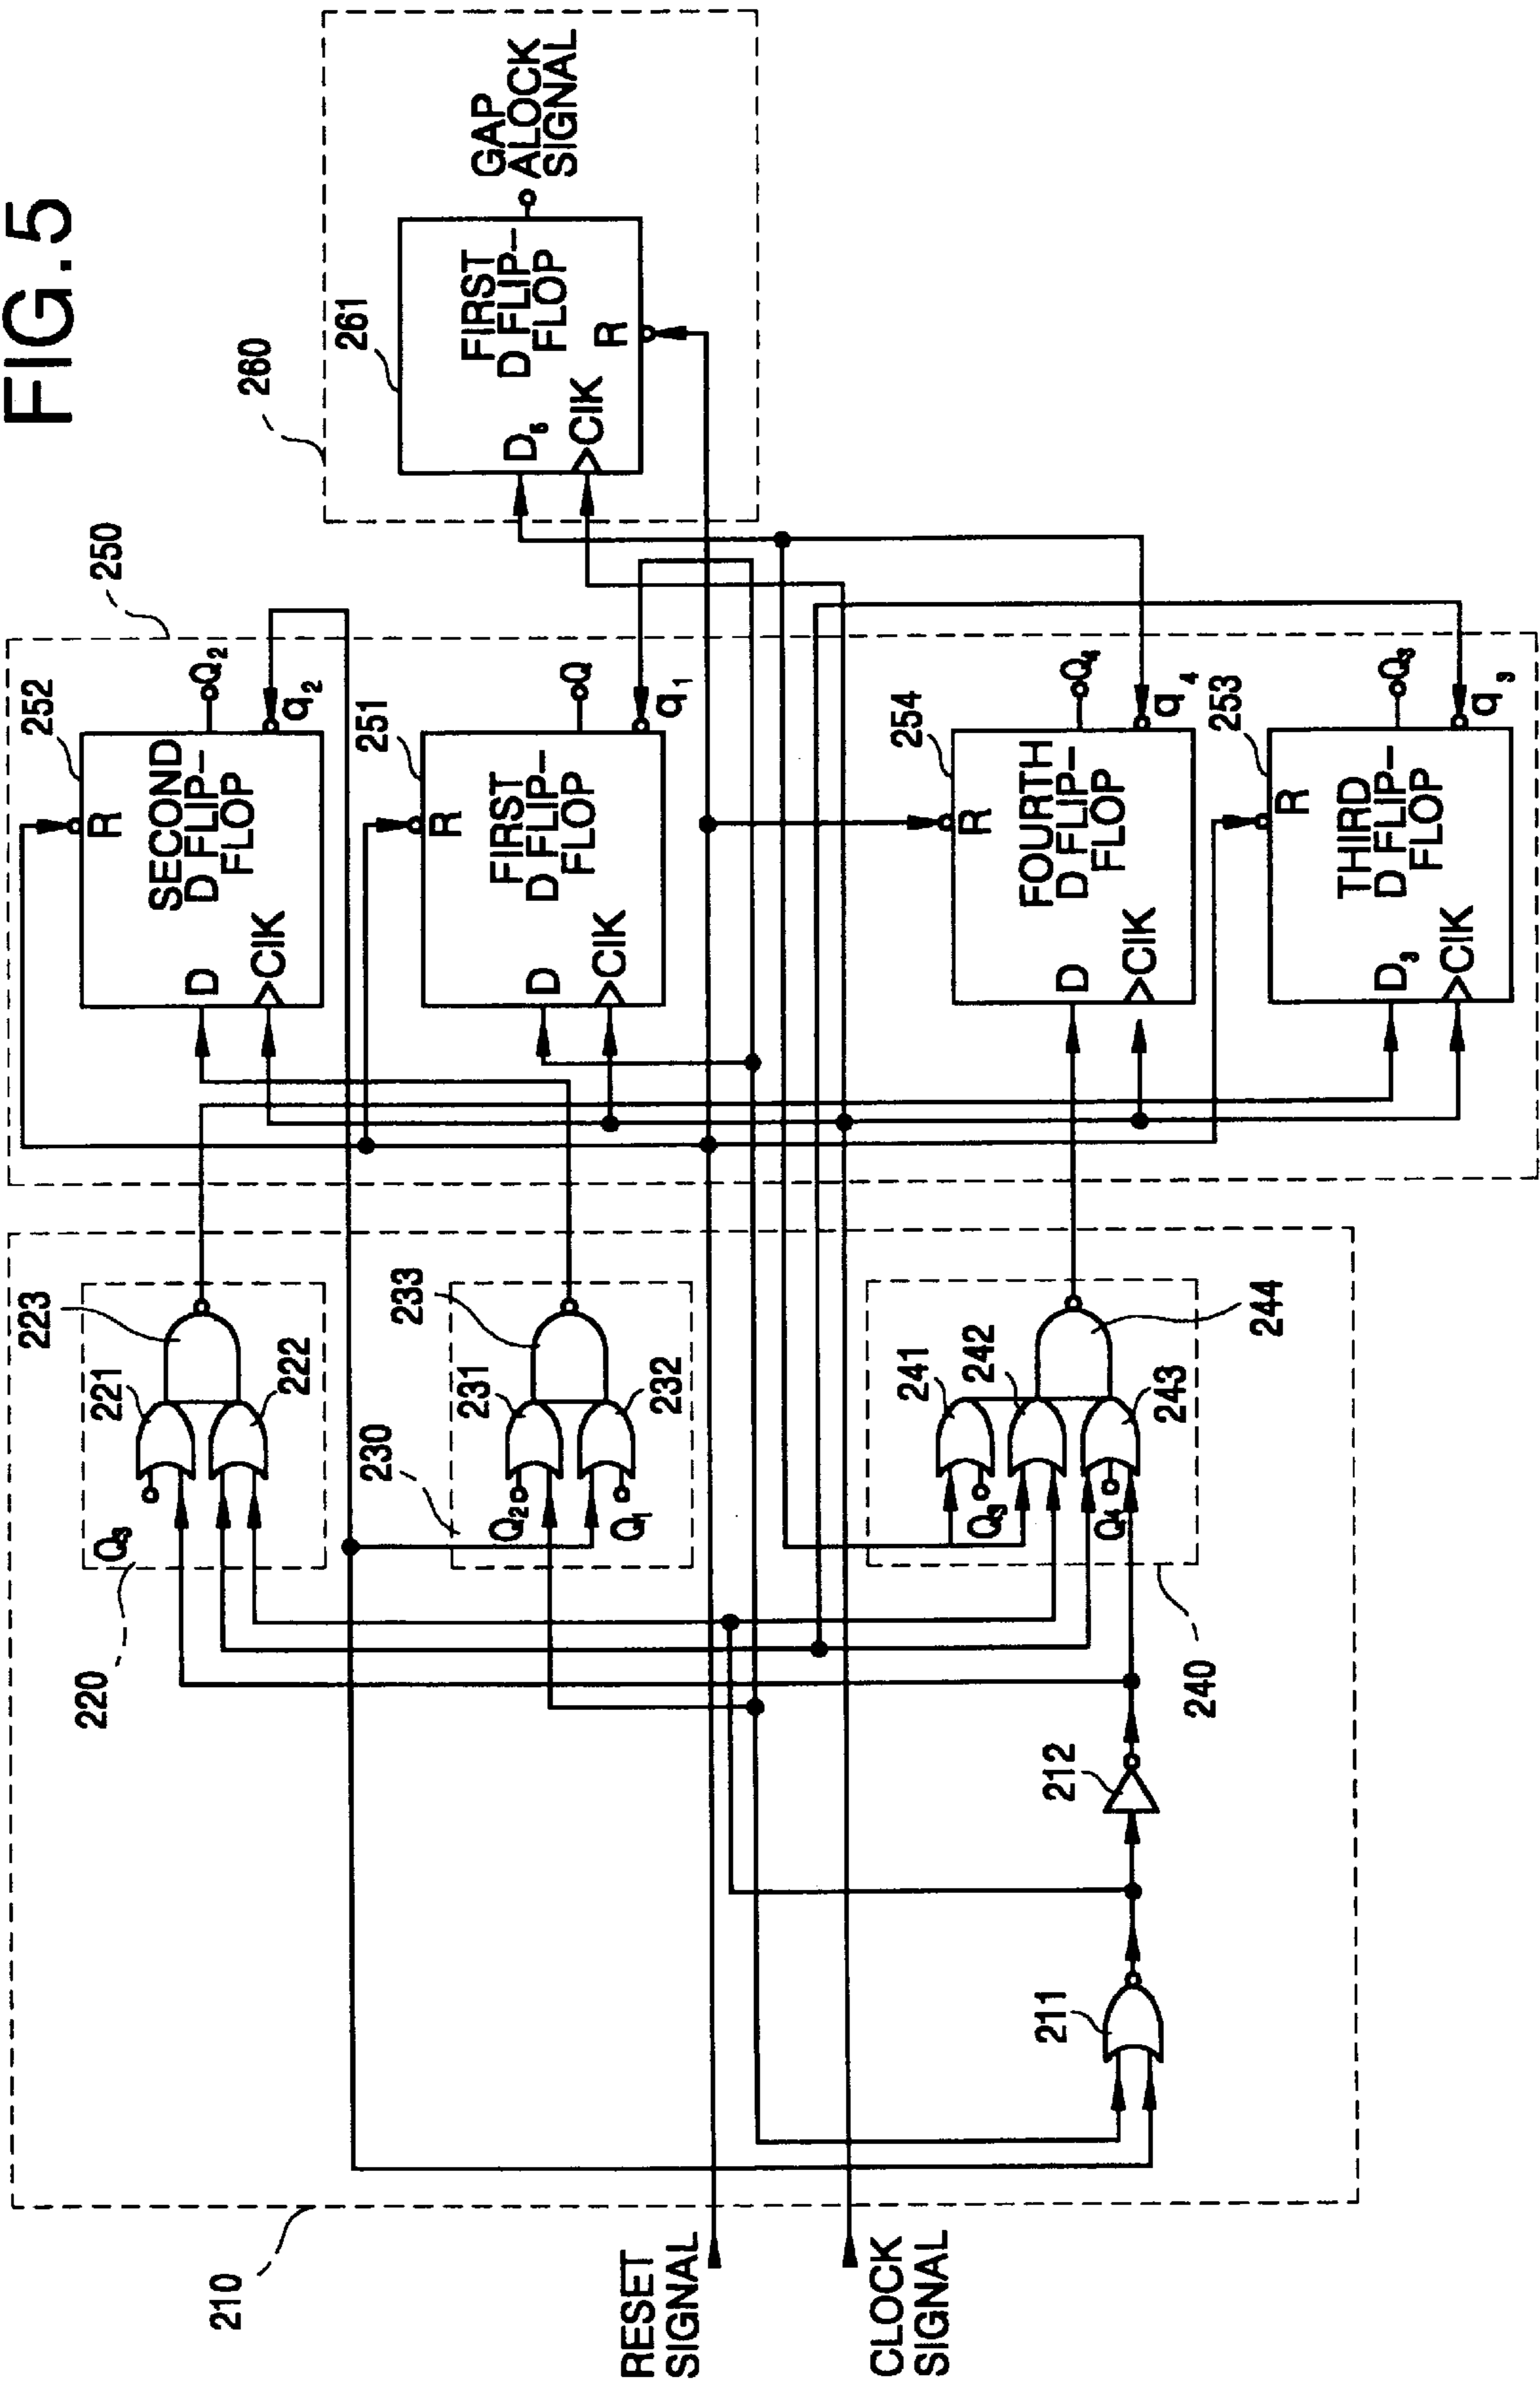 FIG. 5
210
220
Q3
221
222
223
230
Q2
Q1
231
232
233
240
Q3
Q4
241
242
243
244
211
212
RESET
SIGNAL
CLOCK
SIGNAL
250
252
R
SECOND
D FLIP-
FLOP
D
CIK
Q2
q2
251
R
FIRST
D FLIP-
FLOP
D
CIK
Q
q1
254
R
FOURTH
D FLIP-
FLOP
D
CIK
Q4
q4
253
R
THIRD
D FLIP-
FLOP
D3
CIK
Q3
q3
260
261
FIRST
D FLIP-
FLOP
D5
CIK
R
GAP
ALOCK
SIGNAL